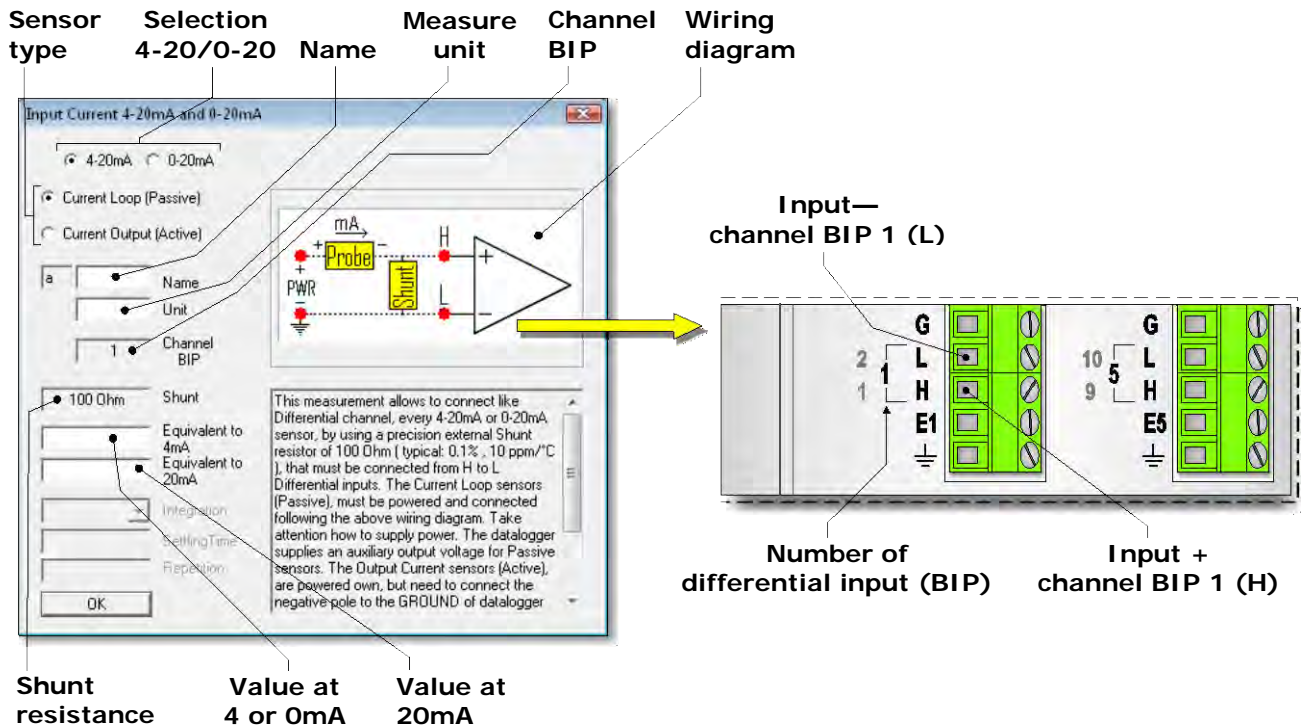 Sensor type
Selection 4-20/0-20
Name
Measure unit
Channel BIP
Wiring diagram
Input Current 4-20mA and 0-20mA
4-20mA 0-20mA
Current Loop (Passive)
Current Output (Active)
a
Name
Unit
1
Channel
BIP
100 Ohm
Shunt
Equivalent to
4mA
Equivalent to
20mA
Integration
SettlingTime
Repetition
OK
mA
H
+ Probe -
+
+
PWR
Shunt
-
L
-
This measurement allows to connect like
Differential channel, every 4-20mA or 0-20mA
sensor, by using a precision external Shunt
resistor of 100 Ohm ( typical: 0.1% , 10 ppm/°C
), that must be connected from H to L
Differential inputs. The Current Loop sensors
(Passive), must be powered and connected
following the above wiring diagram. Take
attention how to supply power. The datalogger
supplies an auxiliary output voltage for Passive
sensors. The Output Current sensors (Active),
are powered own, but need to connect the
negative pole to the GROUND of datalogger
Shunt
resistance
Value at
4 or 0mA
Value at
20mA
Input—
channel BIP 1 (L)
G
2 L
1
1 H
E1
G
10 L
5
9 H
E5
Number of
differential input (BIP)
Input +
channel BIP 1 (H)